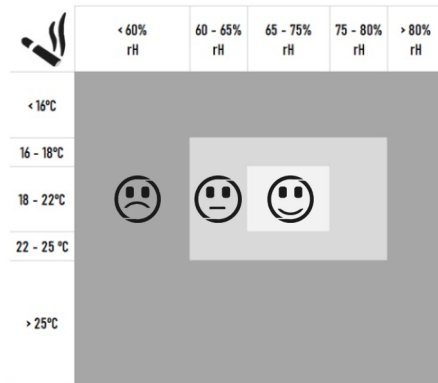 < 60% 60 - 65% 65 - 75% 75 - 80% > 80%
rH rH rH rH rH
< 16°C
16 - 18°C
18 - 22°C
22 - 25 °C
> 25°C